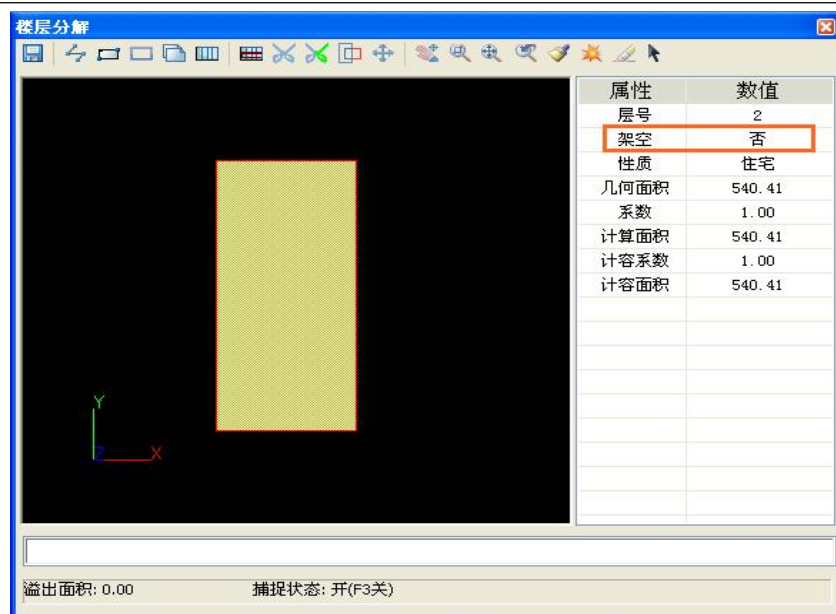 楼层分解
属性 数值
层号 2
架空 否
性质 住宅
几何面积 540.41
系数 1.00
计算面积 540.41
计容系数 1.00
计容面积 540.41
Y
Z X
溢出面积: 0.00 捕捉状态: 开(F3关)